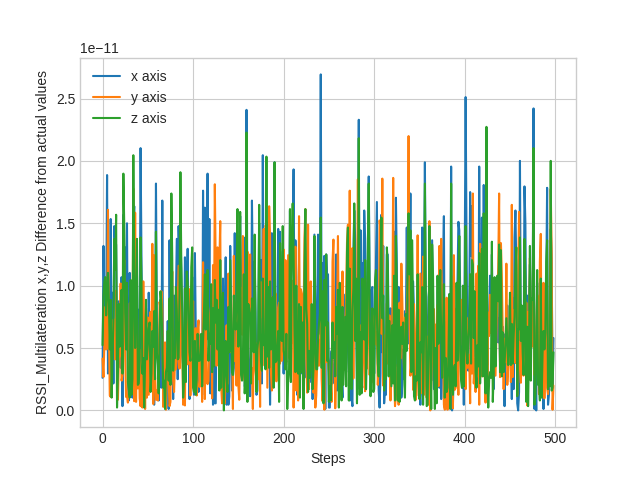 1e−11
x axis
y axis
z axis
RSSI_Multilateration x,y,z Difference from actual values
2.5
2.0
1.5
1.0
0.5
0.0
0
100
200
300
400
500
Steps